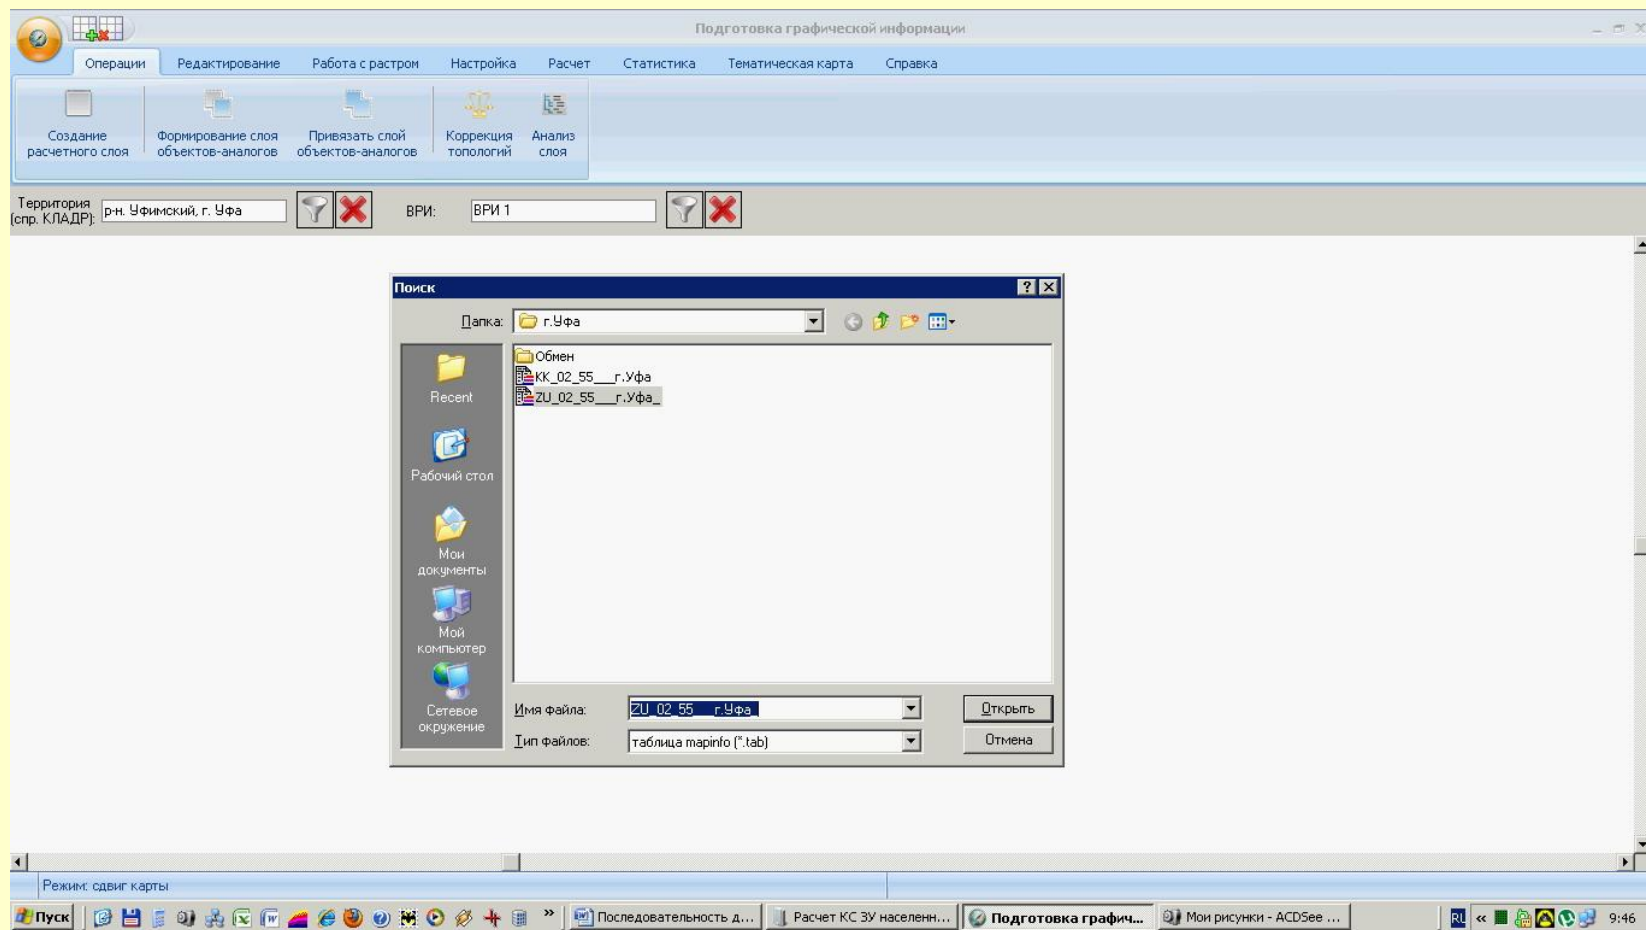 Подготовка графической информации
Операции Редактирование Работа с растром Настройка Расчет Статистика Тематическая карта Справка
Создание расчетного слоя
Формирование слоя объектов-аналогов
Привязать слой объектов-аналогов
Коррекция топологий
Анализ слоя
Территория (спр. КЛАДР):
р-н. Уфимский, г. Уфа
ВРИ:
ВРИ 1
Поиск
Папка:
г.Уфа
Обмен
KK_02_55___г.Уфа
ZU_02_55___г.Уфа_
Recent
Рабочий стол
Мои документы
Мой компьютер
Сетевое окружение
Имя файла:
ZU_02_55___г.Уфа_
Открыть
Тип файлов:
таблица mapinfo (*.tab)
Отмена
Режим: сдвиг карты
Пуск
Последовательность д...
Расчет КС ЗУ населенн...
Подготовка графич...
Мои рисунки - ACDSee ...
RU
9:46